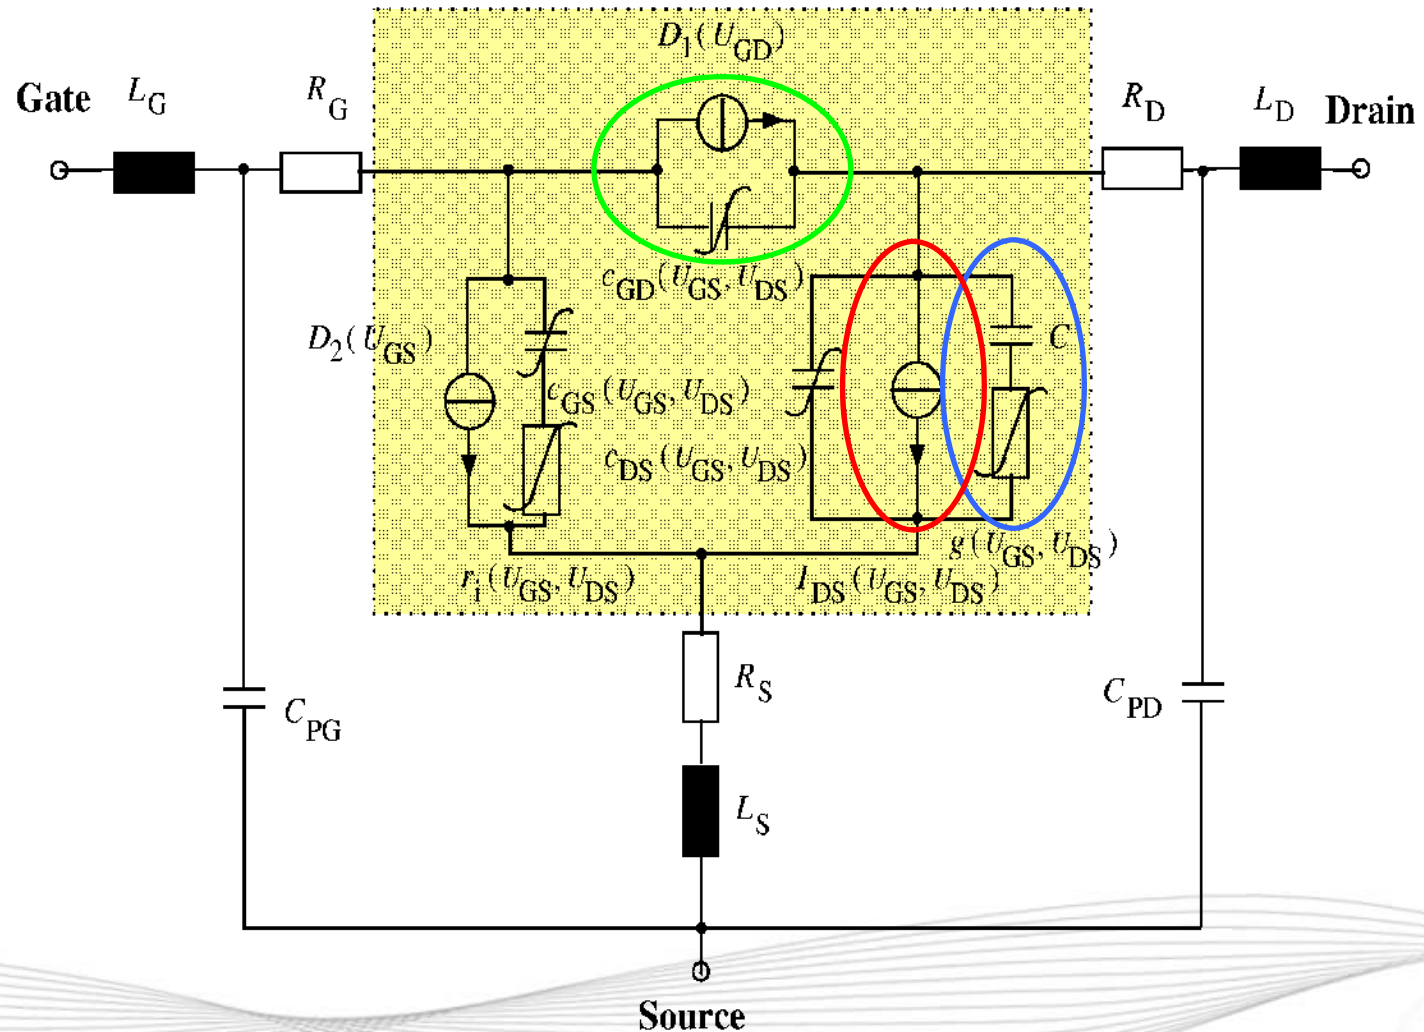 D1(UGD)
Gate
LG
RG
RD
LD
Drain
cGD(UGS, UDS)
D2(UGS)
C
cGS(UGS, UDS)
cDS(UGS, UDS)
g(UGS, UDS)
ri(UGS, UDS)
IDS(UGS, UDS)
RS
CPG
CPD
LS
Source